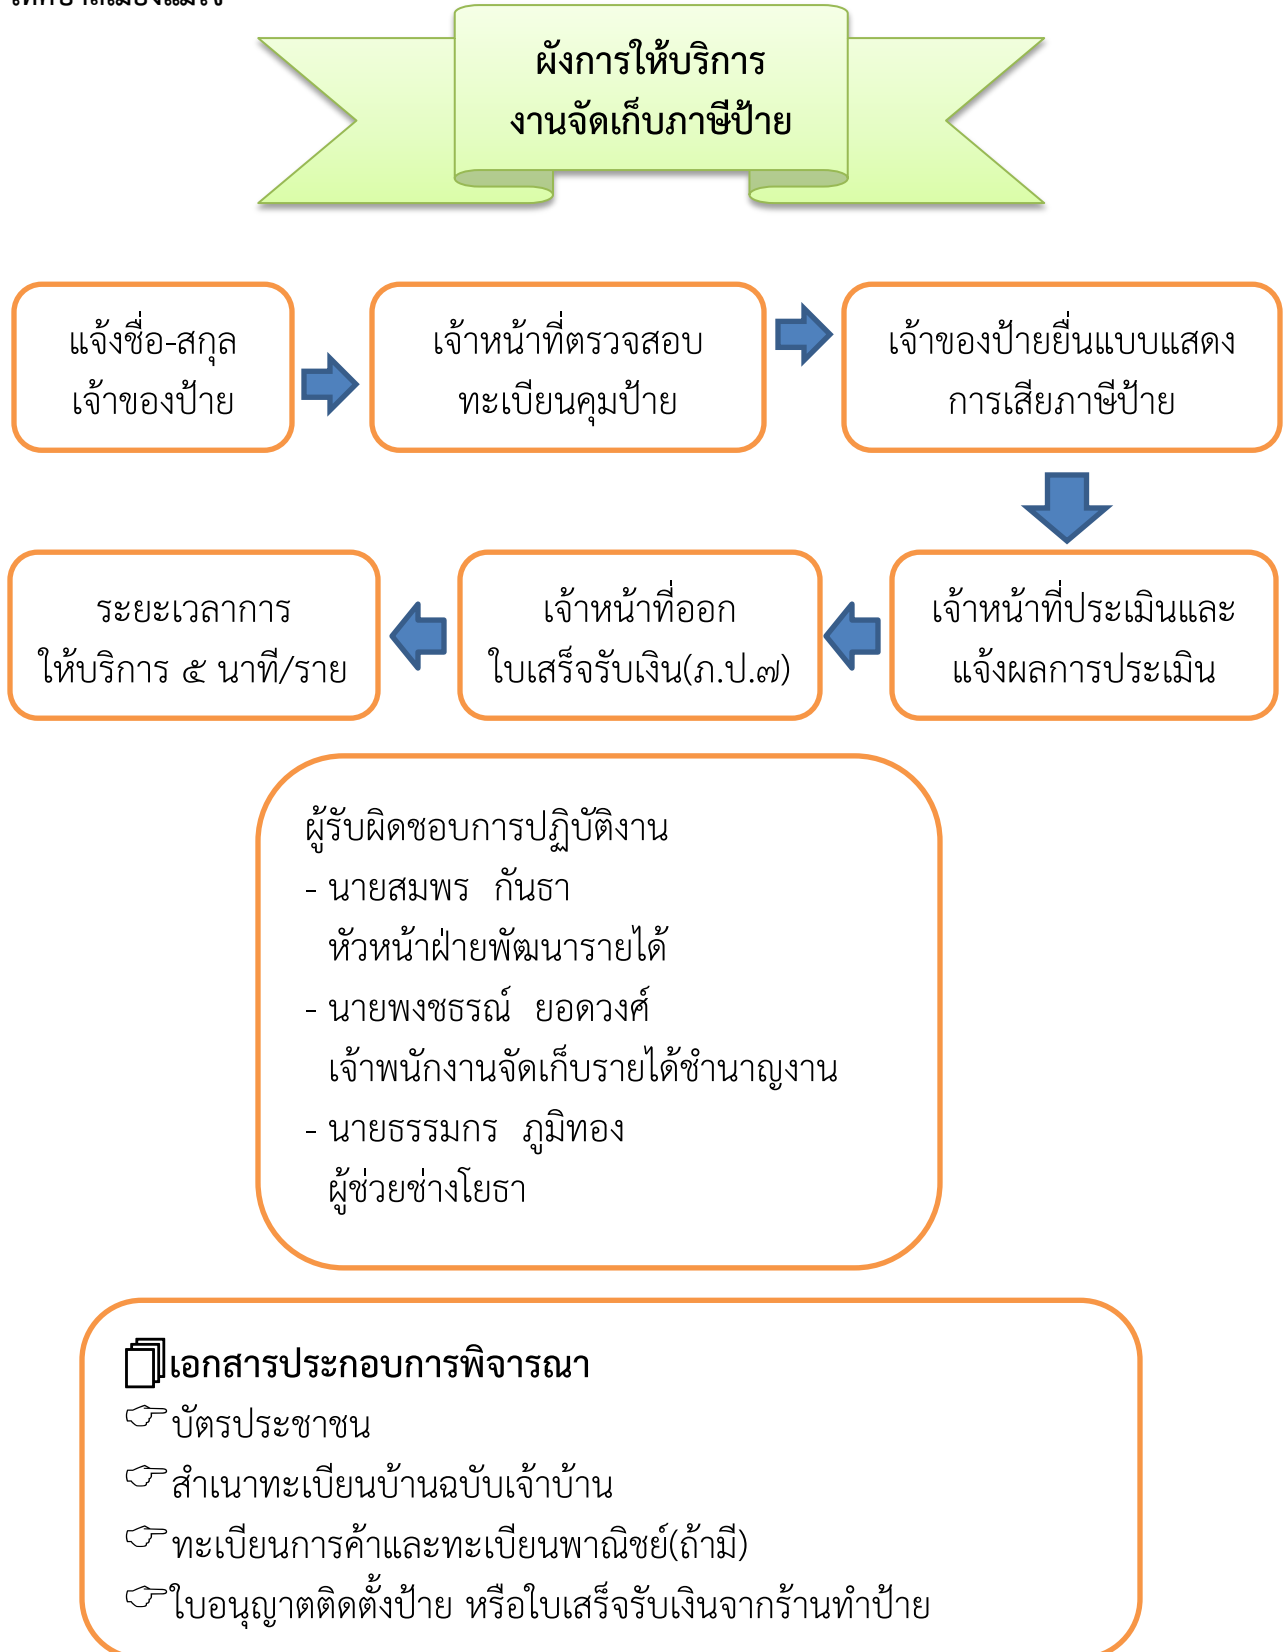 ผังการให้บริการ
งานจัดเก็บภาษีป้าย
แจ้งชื่อ-สกุล
เจ้าของป้าย
เจ้าหน้าที่ตรวจสอบ
ทะเบียนคุมป้าย
เจ้าของป้ายยื่นแบบแสดง
การเสียภาษีป้าย
เจ้าหน้าที่ประเมินและ
แจ้งผลการประเมิน
เจ้าหน้าที่ออก
ใบเสร็จรับเงิน(ภ.ป.๗)
ระยะเวลาการ
ให้บริการ ๕ นาที/ราย
ผู้รับผิดชอบการปฏิบัติงาน
- นายสมพร กันธา
หัวหน้าฝ่ายพัฒนารายได้
- นายพงชธรณ์ ยอดวงศ์
เจ้าพนักงานจัดเก็บรายได้ชำนาญงาน
- นายธรรมกร ภูมิทอง
ผู้ช่วยช่างโยธา
เอกสารประกอบการพิจารณา
บัตรประชาชน
สำเนาทะเบียนบ้านฉบับเจ้าบ้าน
ทะเบียนการค้าและทะเบียนพาณิชย์(ถ้ามี)
ใบอนุญาตติดตั้งป้าย หรือใบเสร็จรับเงินจากร้านทำป้าย